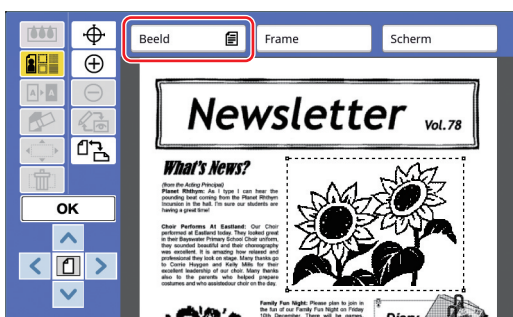 Beeld
Frame
Scherm
A A
OK
Newsletter Vol.78
What's News?
(from the Acting Principal)
Planet Rhthym: As I type I can hear the
pounding beat coming from the Planet Rhthym
incursion in the hall. I'm sure our students are
having a great time!
Choir Performs At Eastland: Our Choir
performed at Eastland today. They looked great
in their Bayswater Primary School Choir uniform,
they sounded beautiful and their choreography
was excellent. It is amazing how relaxed and
professional they look on stage. Many thanks go
to Corrie Huygen and Kelly Mills for their
excellent leadership of our choir. Many thanks
also to the parents who helped prepare
costumes and who assistedour choir on the day.
Family Fun Night: Please plan to join in
the fun of our Family Fun Night on Friday
10th December. There will be games,